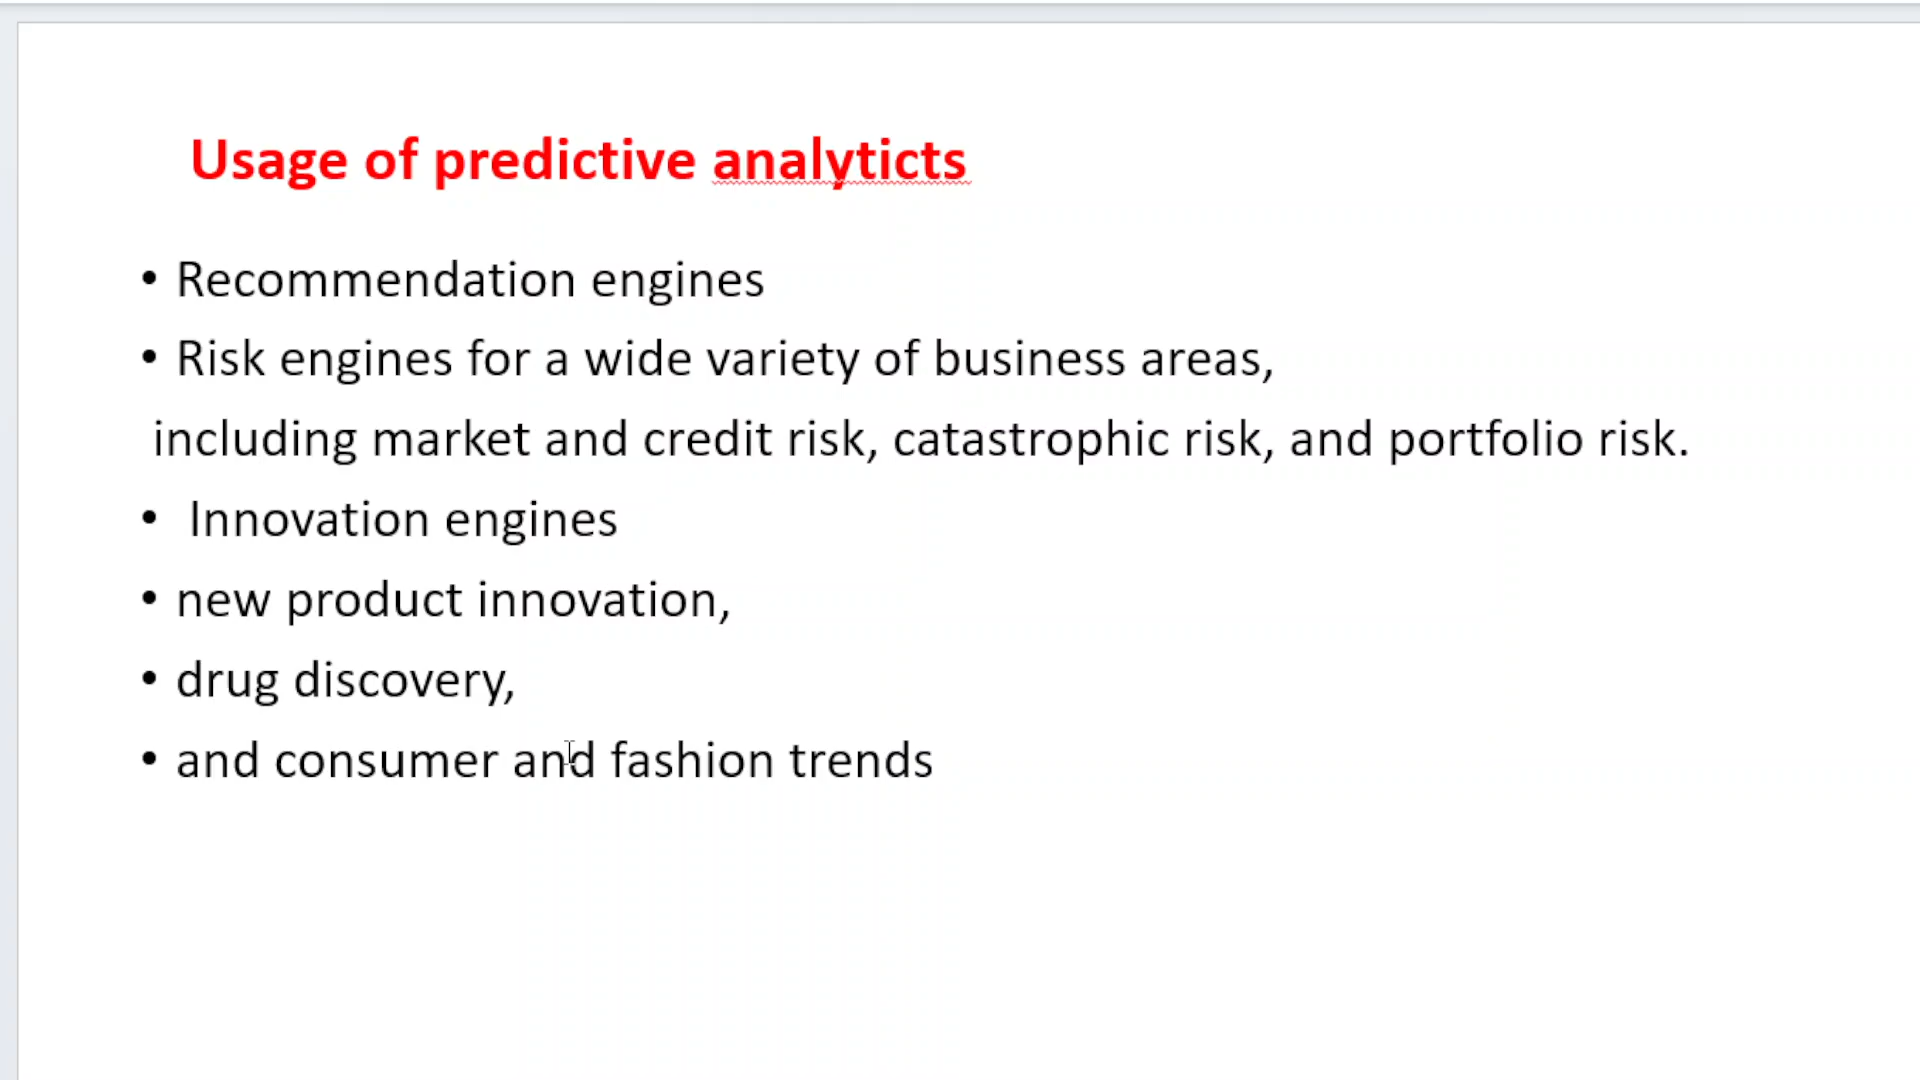 Usage of predictive analyticts
• Recommendation engines
• Risk engines for a wide variety of business areas,
including market and credit risk, catastrophic risk, and portfolio risk.
• Innovation engines
• new product innovation,
• drug discovery,
• and consumer and fashion trends